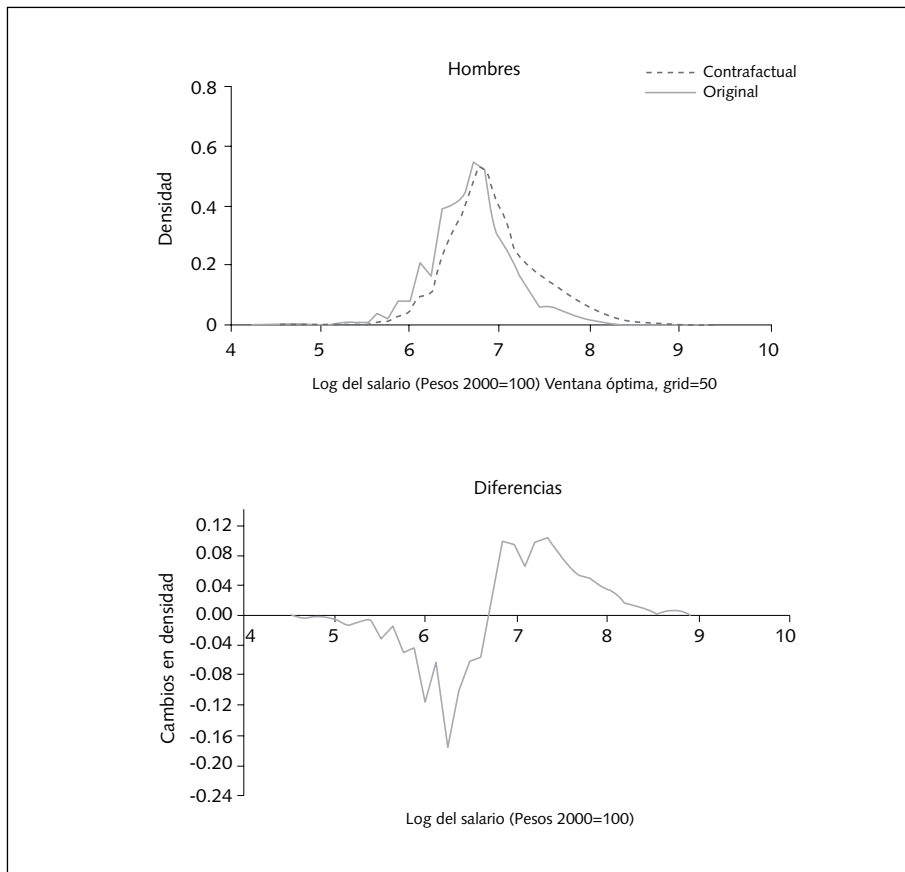 Hombres
Contrafactual
Original
0.8
0.6
0.4
0.2
0
Densidad
4 5 6 7 8 9 10
Log del salario (Pesos 2000=100) Ventana óptima, grid=50
Diferencias
0.12
0.08
0.04
0.00
-0.04
-0.08
-0.12
-0.16
-0.20
-0.24
Cambios en densidad
4 5 6 7 8 9 10
Log del salario (Pesos 2000=100)